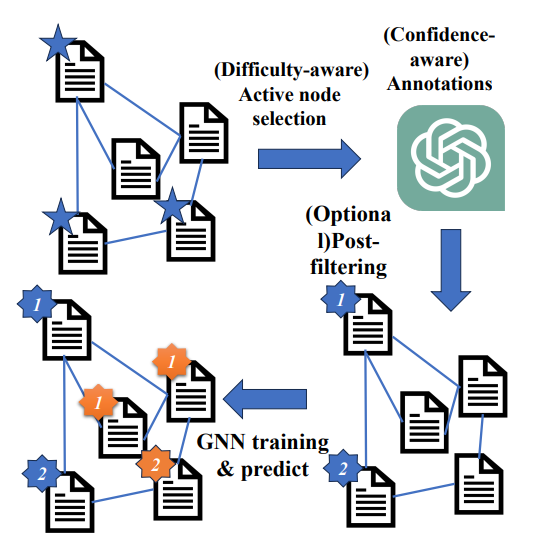 (Difficulty-aware)
Active node
selection
(Confidence-
aware)
Annotations
(Optiona
l)Post-
filtering
1
2
GNN training
& predict
1
1
1
2
2